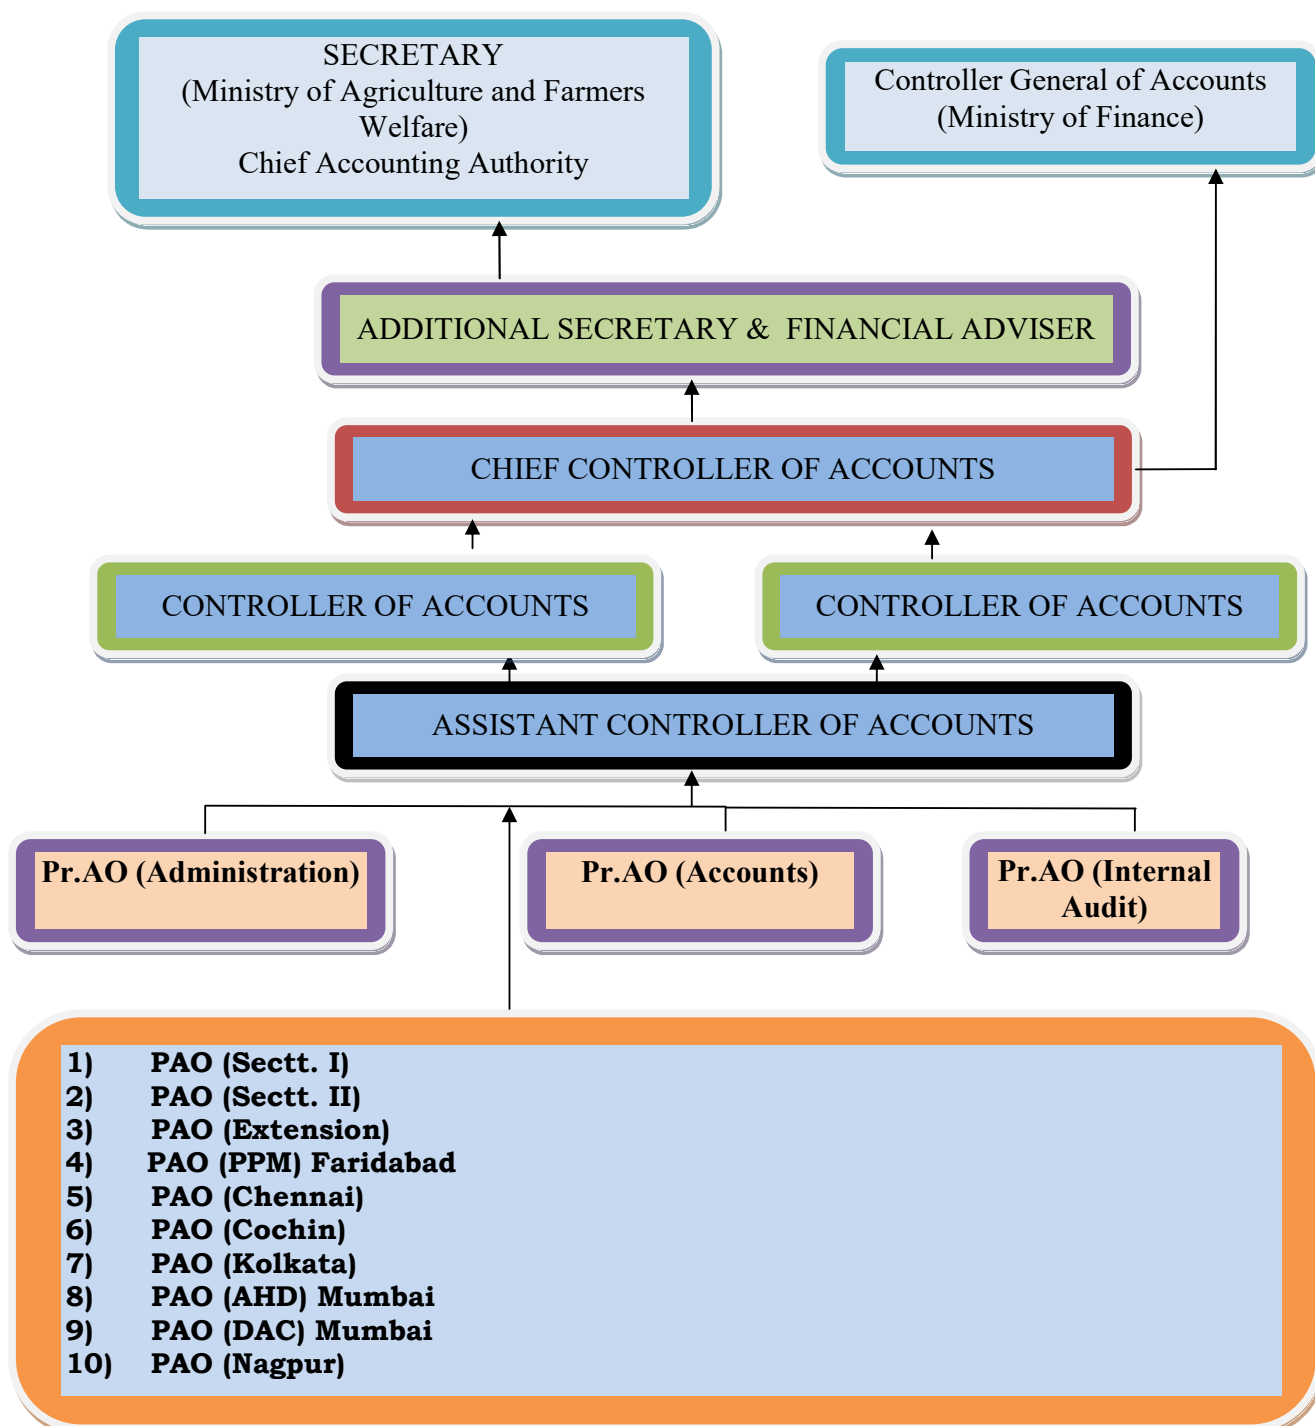 SECRETARY
(Ministry of Agriculture and Farmers
Welfare)
Chief Accounting Authority
Controller General of Accounts
(Ministry of Finance)
ADDITIONAL SECRETARY & FINANCIAL ADVISER
CHIEF CONTROLLER OF ACCOUNTS
CONTROLLER OF ACCOUNTS
CONTROLLER OF ACCOUNTS
ASSISTANT CONTROLLER OF ACCOUNTS
Pr.AO (Administration)
Pr.AO (Accounts)
Pr.AO (Internal
Audit)
1) PAO (Sectt. I)
2) PAO (Sectt. II)
3) PAO (Extension)
4) PAO (PPM) Faridabad
5) PAO (Chennai)
6) PAO (Cochin)
7) PAO (Kolkata)
8) PAO (AHD) Mumbai
9) PAO (DAC) Mumbai
10) PAO (Nagpur)